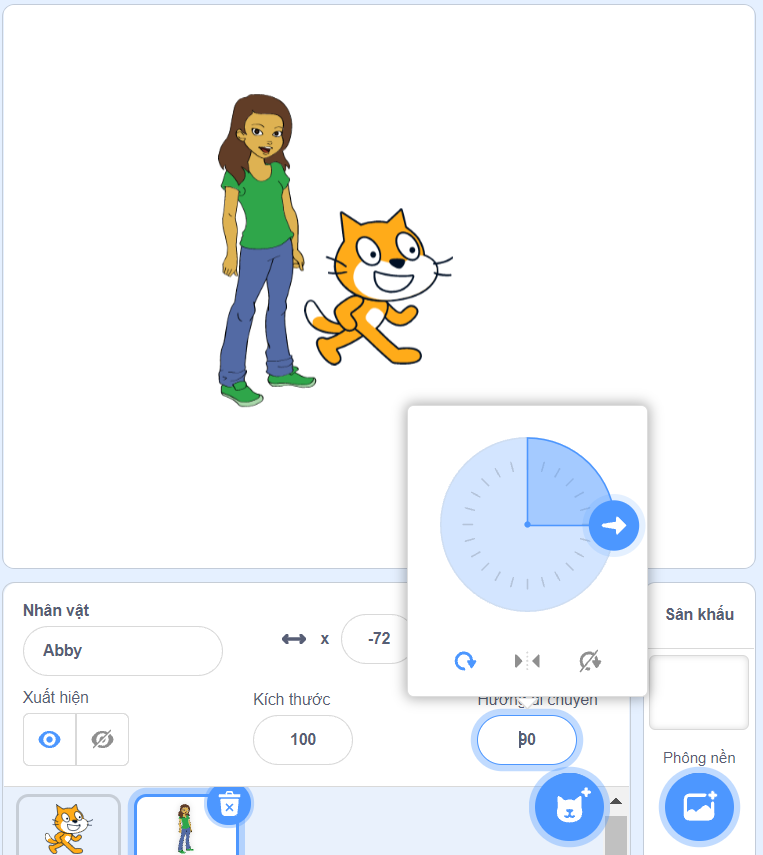 Nhân vật
Sân khấu
Abby
x
-72
Xuất hiện
Kích thước
Hướng di chuyển
100
90
Phông nền